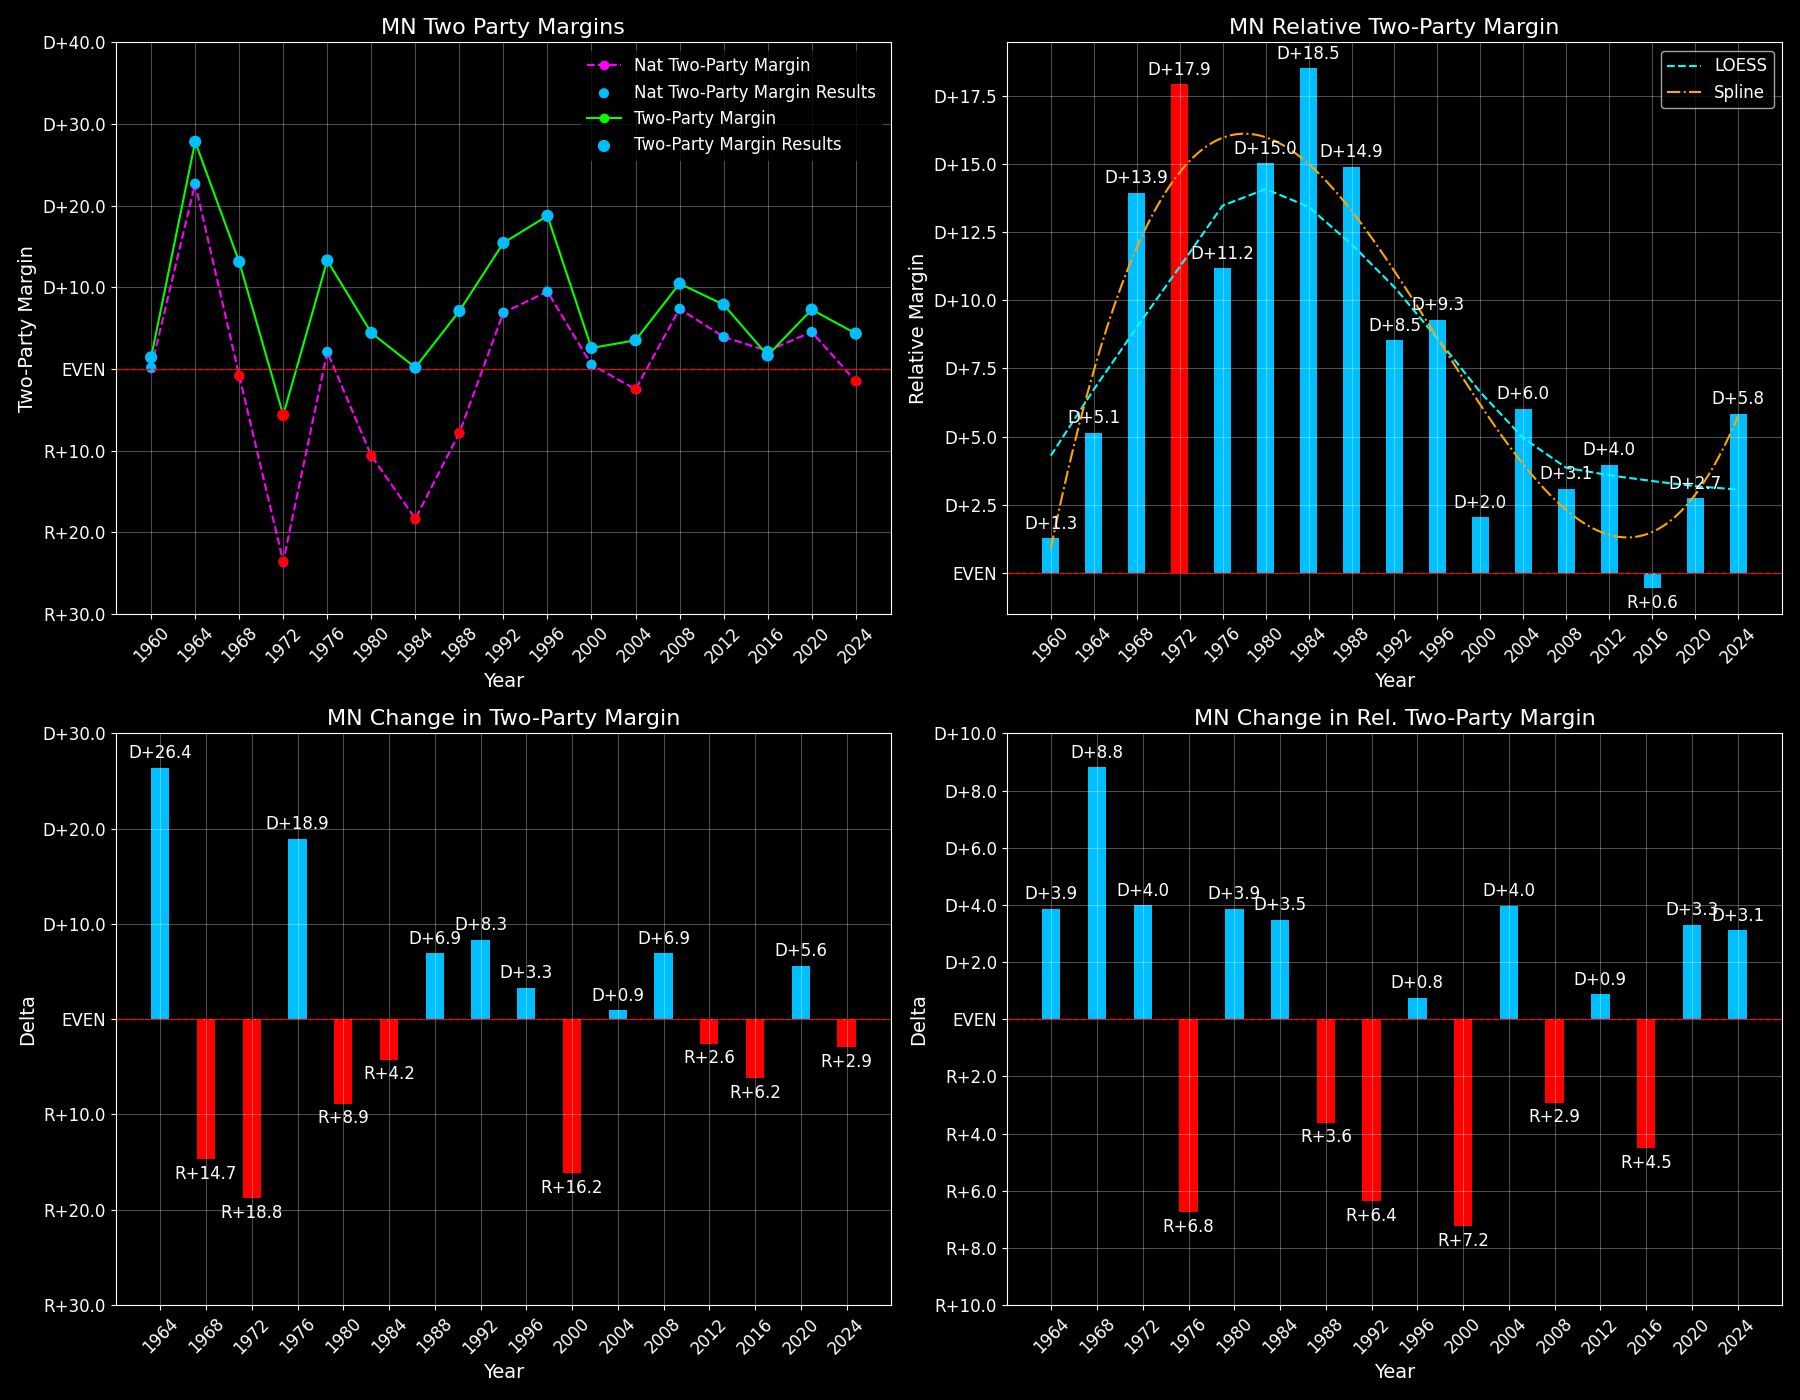 MN Two Party Margins
D+40.0
D+30.0
D+20.0
D+10.0
EVEN
R+10.0
R+20.0
R+30.0
Two-Party Margin
Nat Two-Party Margin
Nat Two-Party Margin Results
Two-Party Margin
Two-Party Margin Results
1960 1964 1968 1972 1976 1980 1984 1988 1992 1996 2000 2004 2008 2012 2016 2020 2024
Year
MN Relative Two-Party Margin
D+17.5
D+15.0
D+12.5
D+10.0
D+7.5
D+5.0
D+2.5
EVEN
Relative Margin
LOESS
Spline
D+1.3
D+5.1
D+13.9
D+17.9
D+11.2
D+15.0
D+18.5
D+14.9
D+8.5
D+9.3
D+2.0
D+6.0
D+3.1
D+4.0
R+0.6
D+2.7
D+5.8
1960 1964 1968 1972 1976 1980 1984 1988 1992 1996 2000 2004 2008 2012 2016 2020 2024
Year
MN Change in Two-Party Margin
D+30.0
D+20.0
D+10.0
EVEN
R+10.0
R+20.0
R+30.0
Delta
D+26.4
R+14.7
R+18.8
D+18.9
R+8.9
R+4.2
D+6.9
D+8.3
D+3.3
R+16.2
D+0.9
D+6.9
R+2.6
R+6.2
D+5.6
R+2.9
1964 1968 1972 1976 1980 1984 1988 1992 1996 2000 2004 2008 2012 2016 2020 2024
Year
MN Change in Rel. Two-Party Margin
D+10.0
D+8.0
D+6.0
D+4.0
D+2.0
EVEN
R+2.0
R+4.0
R+6.0
R+8.0
R+10.0
Delta
D+3.9
D+8.8
D+4.0
R+6.8
D+3.9
D+3.5
R+3.6
R+6.4
D+0.8
R+7.2
D+4.0
R+2.9
D+0.9
R+4.5
D+3.3
D+3.1
1964 1968 1972 1976 1980 1984 1988 1992 1996 2000 2004 2008 2012 2016 2020 2024
Year